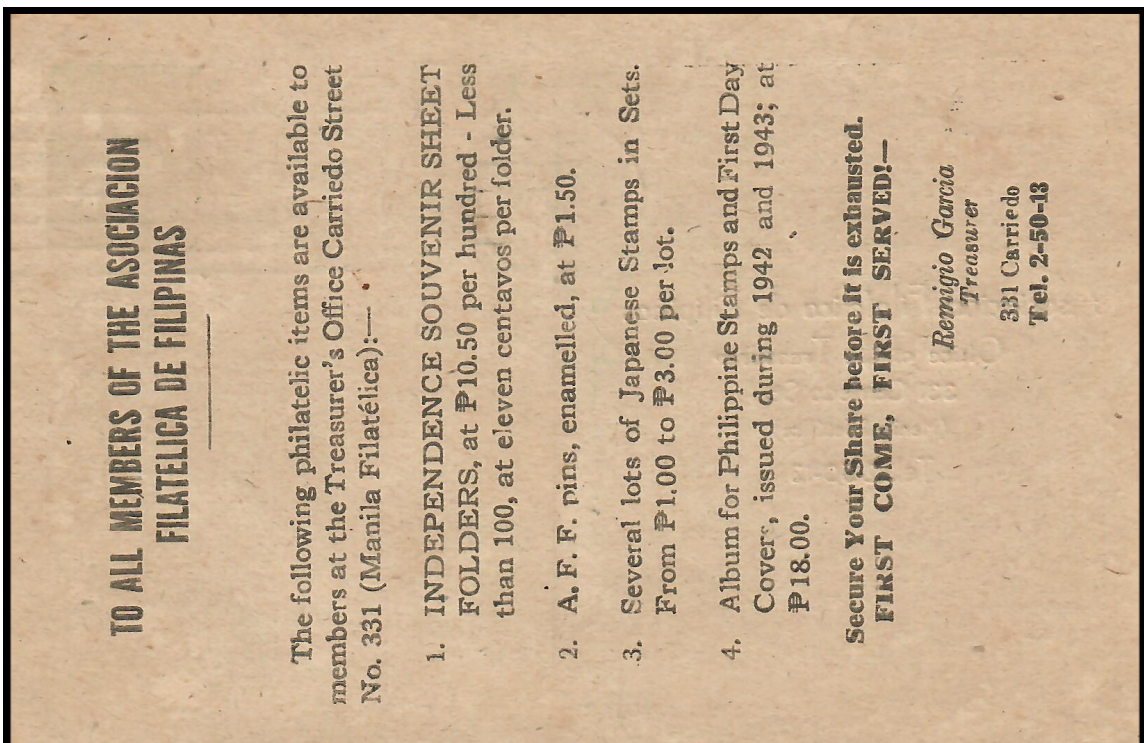 TO ALL MEMBERS OF THE ASOCIACION
FILATELICA DE FILIPINAS
The following philatelic items are available to
members at the Treasurer's Office Carriedo Street
No. 331 (Manila Filatélica):—
1. INDEPENDENCE SOUVENIR SHEET
FOLDERS, at ₱10.50 per hundred - Less
than 100, at eleven centavos per folder.
2. A. F. F. pins, enamelled, at ₱1.50.
3. Several lots of Japanese Stamps in Sets.
From ₱1.00 to ₱3.00 per lot.
4. Album for Philippine Stamps and First Day
Covers, issued during 1942 and 1943; at
₱18.00.
Secure Your Share before it is exhausted.
FIRST COME, FIRST SERVED!—
Remigio Garcia
Treasurer
331 Carriedo
Tel. 2-50-13